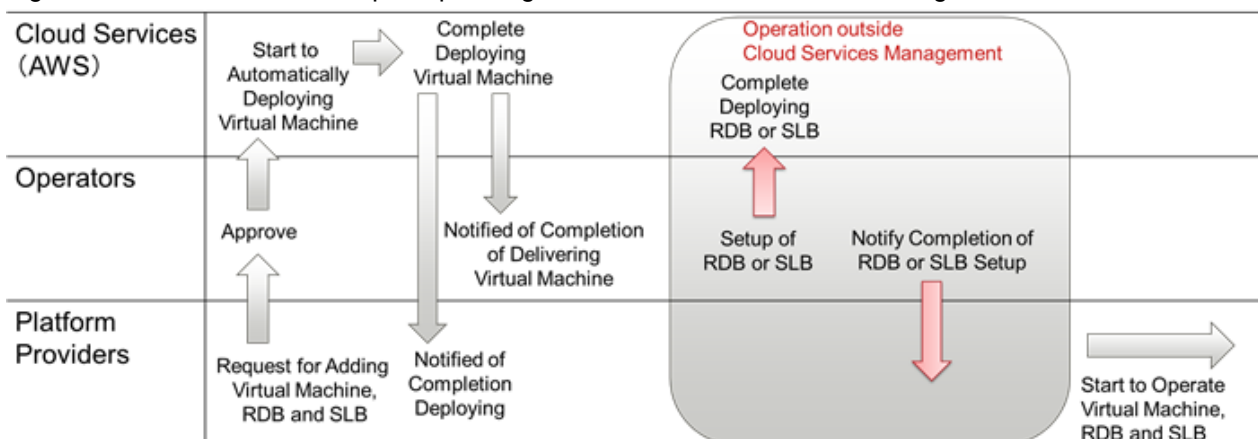 Cloud Services
(AWS)
Start to
Automatically
Deploying
Virtual Machine
Complete
Deploying
Virtual Machine
Operation outside
Cloud Services Management
Complete
Deploying
RDB or SLB
Operators
Approve
Notified of Completion
of Delivering
Virtual Machine
Setup of
RDB or SLB
Notify Completion of
RDB or SLB Setup
Platform
Providers
Request for Adding
Virtual Machine,
RDB and SLB
Notified of
Completion
Deploying
Start to Operate
Virtual Machine,
RDB and SLB